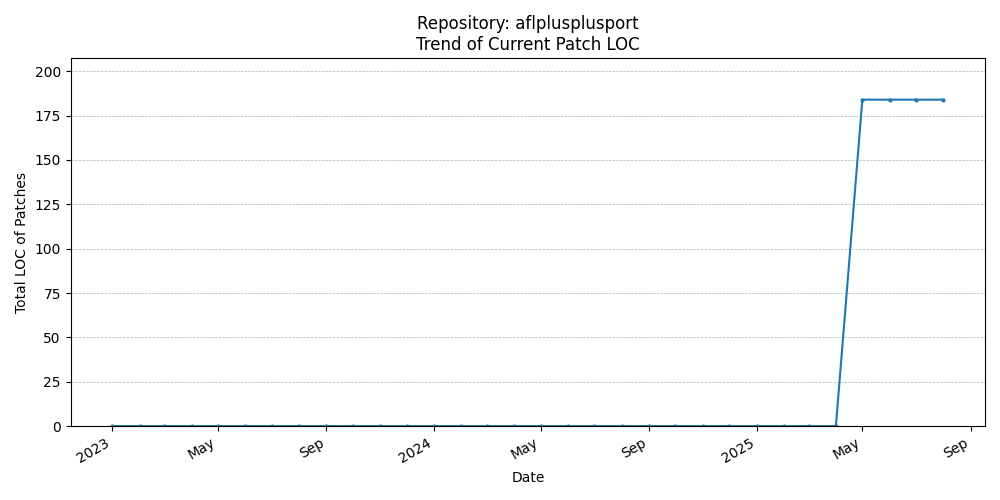 Repository: aflplusplusport
Trend of Current Patch LOC
200
175
150
125
100
75
50
25
0
Total LOC of Patches
2023
May
Sep
2024
May
Sep
2025
May
Sep
Date